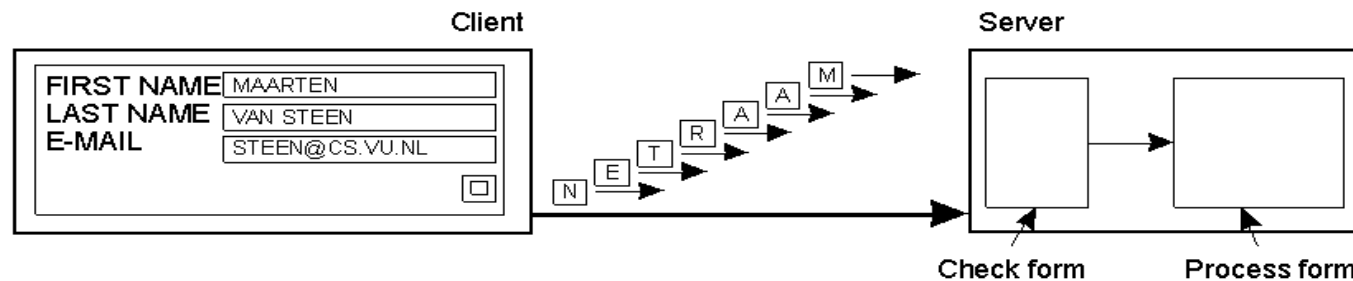 Client
Server
FIRST NAME MAARTEN
LAST NAME VAN STEEN
E-MAIL STEEN@CS.VU.NL
N E T R A A M
Check form
Process form